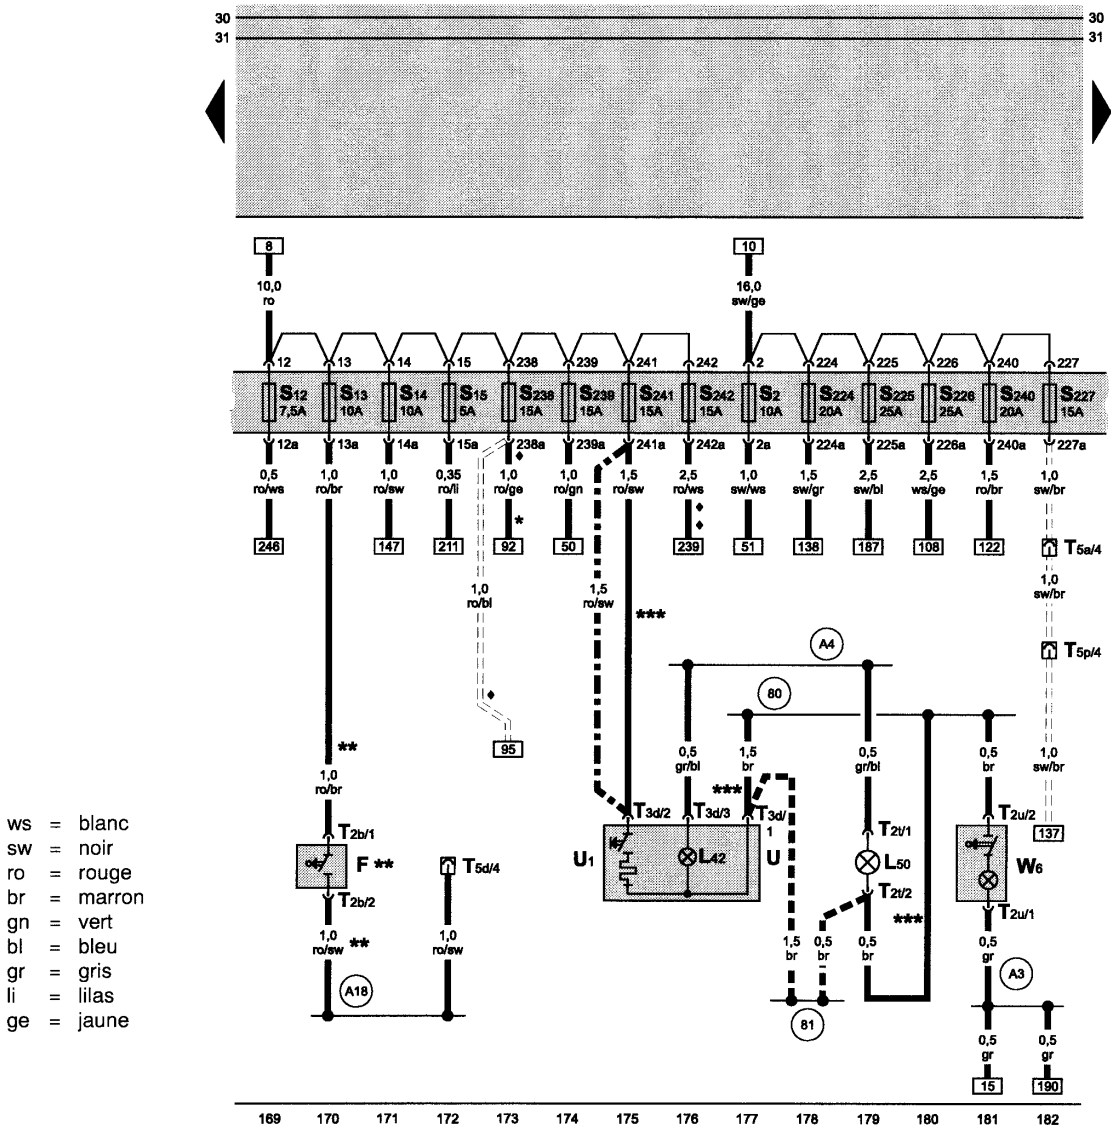 30 30
31 31
8 10
10,0 16,0
ro sw/ge
12 13 14 15 238 239 241 242 2 224 225 226 240 227
S12 S13 S14 S15 S238 S239 S241 S242 S2 S224 S225 S226 S240 S227
7,5A 10A 10A 5A 15A 15A 15A 15A 10A 20A 25A 25A 20A 15A
12a 13a 14a 15a 238a 239a 241a 242a 2a 224a 225a 226a 240a 227a
0,5 1,0 1,0 0,35 1,0 1,0 1,5 2,5 1,0 1,5 2,5 2,5 1,5 1,0
ro/ws ro/br ro/sw ro/li ro/ge ro/gn ro/sw ro/ws sw/ws sw/gr sw/bl ws/ge ro/br sw/br
*
246 147 211 92 50 239 51 138 187 108 122 T5a/4
1,0 1,5 1,0
ro/bl ro/sw sw/br
***
A4 T5p/4
80
** 95 0,5 1,5 0,5 0,5 1,0
gr/bl br gr/bl br sw/br
1,0
ro/br ***
T3d/2 T3d/3 T3d/1 T2u/2
ws = blanc T2b/1 T2t/1 137
sw = noir
ro = rouge F ** T5d/4 U1 L42 U L50 W6
br = marron T2b/2 T2t/2 T2u/1
gn = vert 1,0 1,0 ***
bl = bleu ro/sw ** ro/sw 1,5 0,5 0,5 0,5
br br br gr
gr = gris A3
li = lilas A18
ge = jaune 81
0,5 0,5
gr gr
15 190
169 170 171 172 173 174 175 176 177 178 179 180 181 182